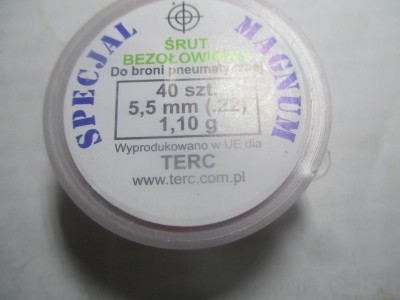 SPECJAL MAGNUM
ŚRUT
BEZOŁOWIOWY
Do broni pneumatycznej
40 szt.
5,5 mm (.22)
1,10 g
Wyprodukowano w UE dla
TERC
www.terc.com.pl